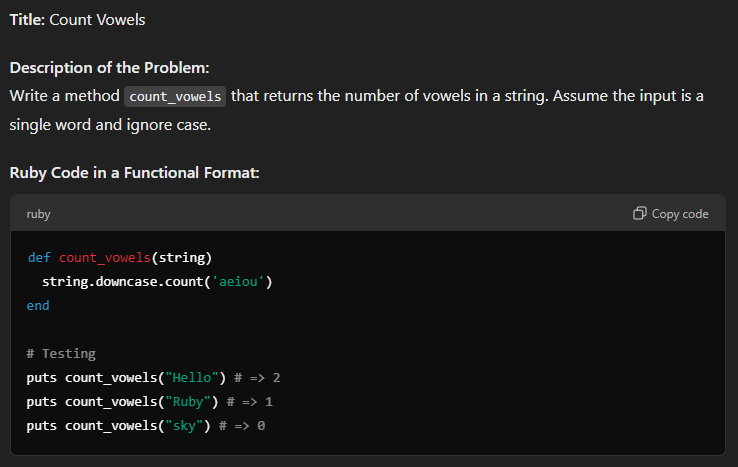 Title: Count Vowels
Description of the Problem:
Write a method count_vowels that returns the number of vowels in a string. Assume the input is a
single word and ignore case.
Ruby Code in a Functional Format:
ruby
Copy code
def count_vowels(string)
  string.downcase.count('aeiou')
end
# Testing
puts count_vowels("Hello") # => 2
puts count_vowels("Ruby") # => 1
puts count_vowels("sky") # => 0